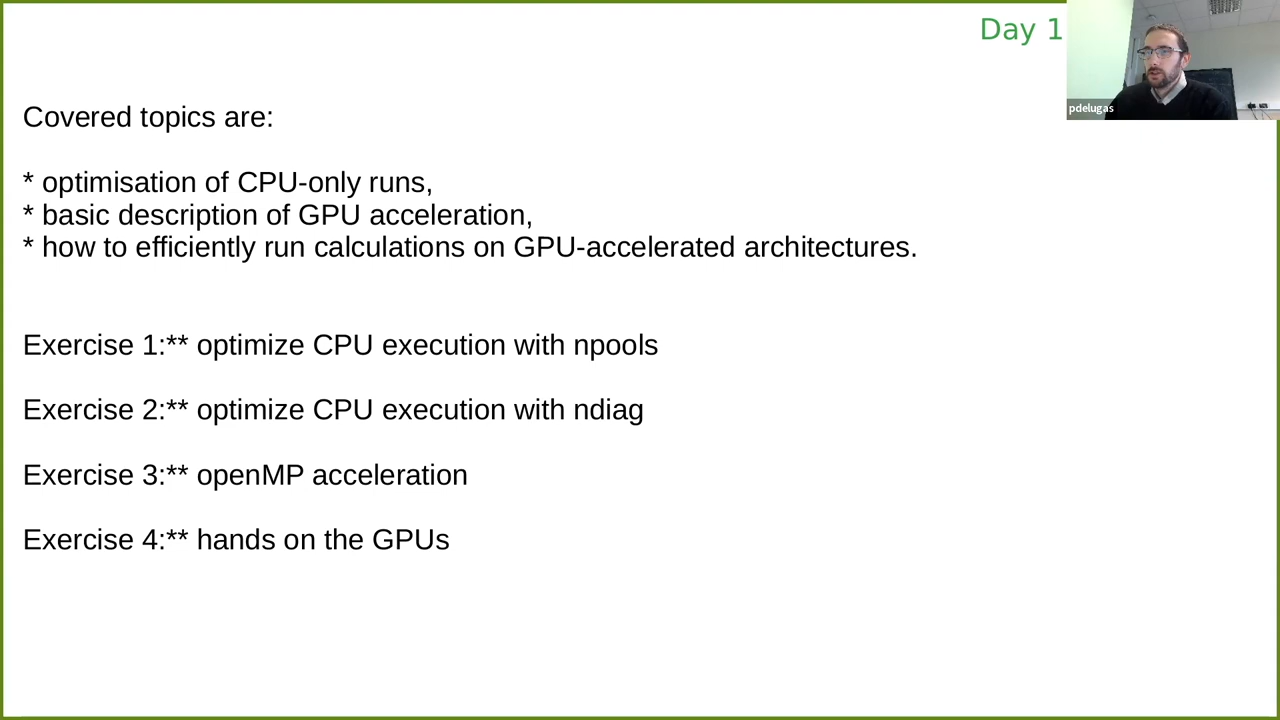 Day 1
pdelugas
Covered topics are:
* optimisation of CPU-only runs,
* basic description of GPU acceleration,
* how to efficiently run calculations on GPU-accelerated architectures.
Exercise 1:** optimize CPU execution with npools
Exercise 2:** optimize CPU execution with ndiag
Exercise 3:** openMP acceleration
Exercise 4:** hands on the GPUs